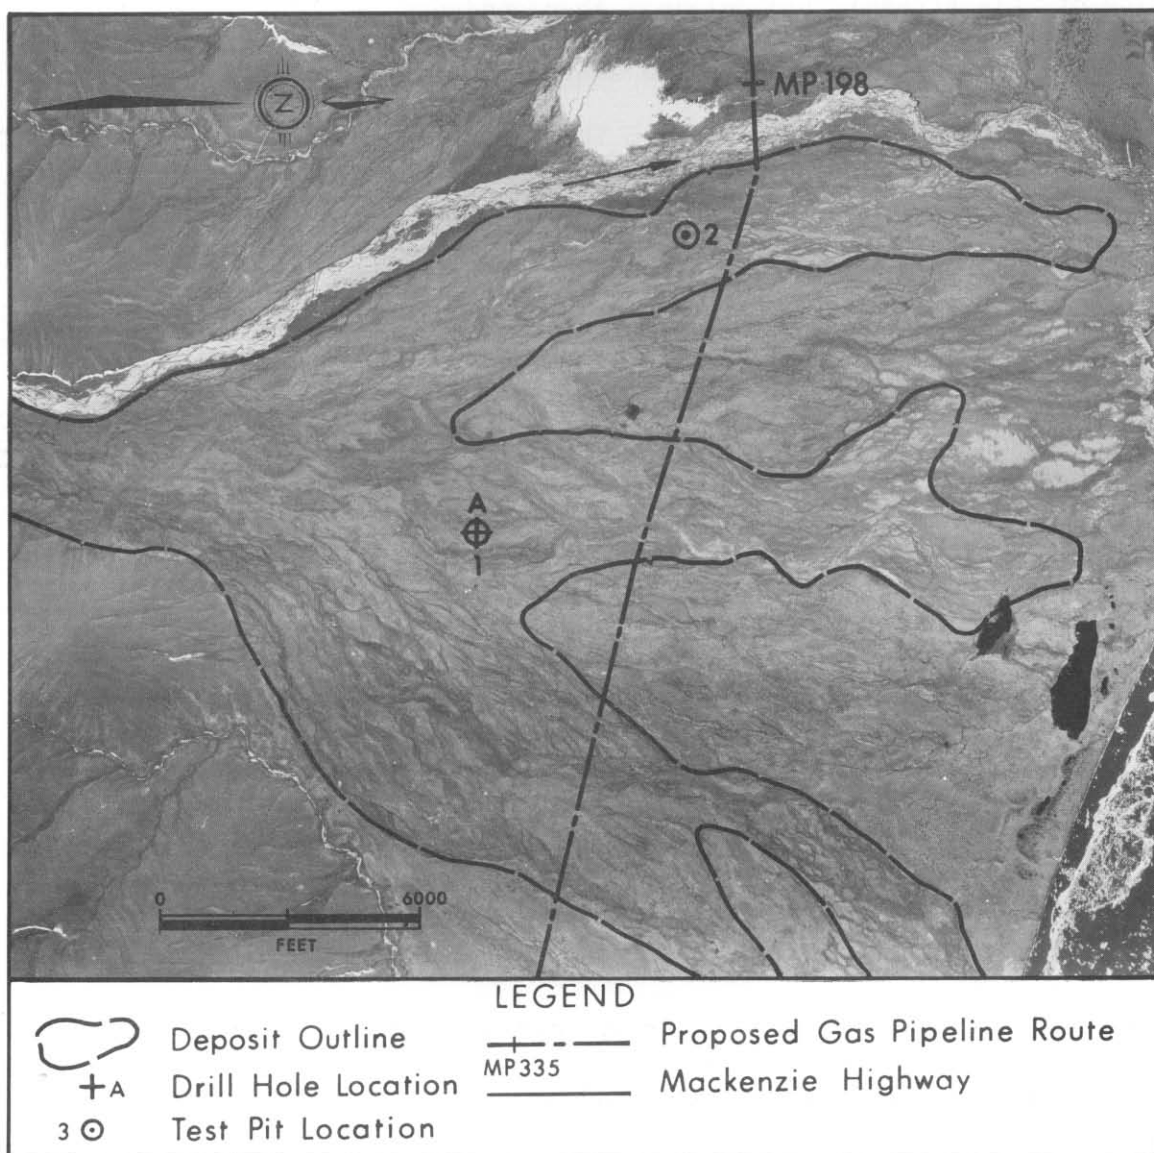 N
MP 198
2
A
1
0 6000
FEET
LEGEND
Deposit Outline
A Drill Hole Location
3 Test Pit Location
MP335 Proposed Gas Pipeline Route
Mackenzie Highway